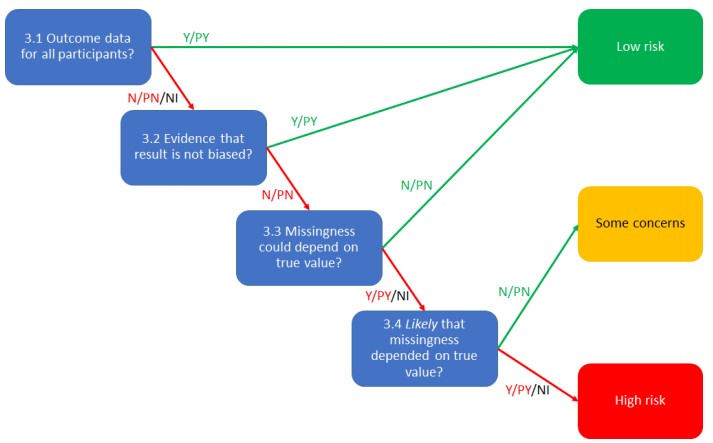 3.1 Outcome data
for all participants?
Y/PY
Low risk
N/PN/NI
3.2 Evidence that
result is not biased?
Y/PY
N/PN
N/PN
3.3 Missingness
could depend on
true value?
Some concerns
Y/PY/NI
N/PN
3.4 Likely that
missingness
depended on true
value?
Y/PY/NI
High risk